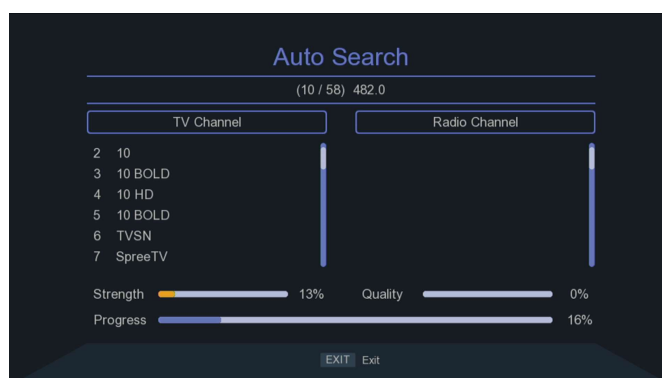 Auto Search
(10 / 58) 482.0
TV Channel Radio Channel
2 10
3 10 BOLD
4 10 HD
5 10 BOLD
6 TVSN
7 SpreeTV
Strength 13% Quality 0%
Progress 16%
EXIT Exit